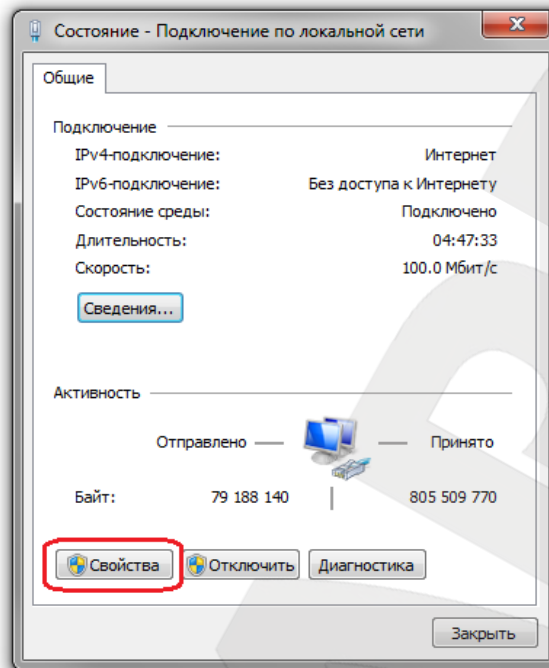 Состояние - Подключение по локальной сети
Общие
Подключение
IPv4-подключение: Интернет
IPv6-подключение: Без доступа к Интернету
Состояние среды: Подключено
Длительность: 04:47:33
Скорость: 100.0 Мбит/с
Сведения...
Активность
Отправлено Принято
Байт: 79 188 140 805 509 770
Свойства Отключить Диагностика
Закрыть